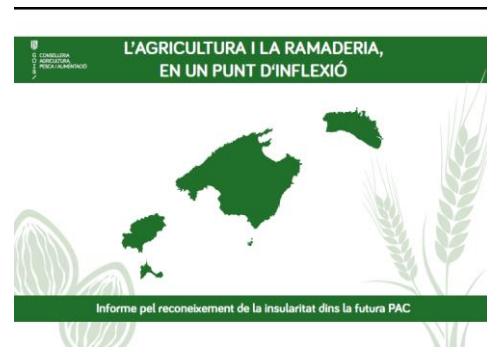 G
O
I
B
CONSELLERIA
AGRICULTURA,
PESCA I ALIMENTACIÓ
L'AGRICULTURA I LA RAMADERIA,
EN UN PUNT D'INFLEXIÓ
Informe pel reconeixement de la insularitat dins la futura PAC